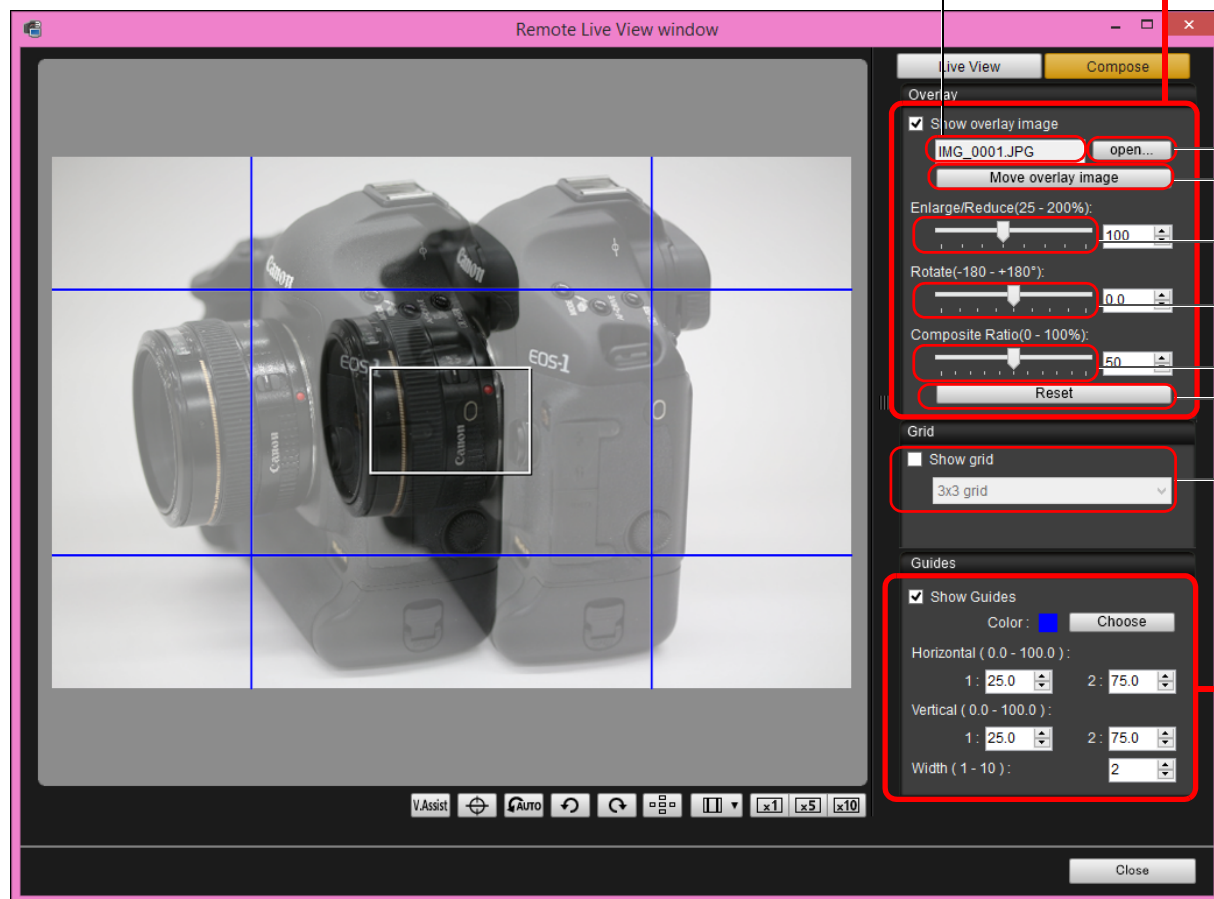 Remote Live View window
Live View
Compose
Overlay
Show overlay image
IMG_0001.JPG
open...
Move overlay image
Enlarge/Reduce(25 - 200%):
100
Rotate(-180 - +180°):
0.0
Composite Ratio(0 - 100%):
50
Reset
Grid
Show grid
3x3 grid
Guides
Show Guides
Color :
Choose
Horizontal ( 0.0 - 100.0 ) :
1 : 25.0
2 : 75.0
Vertical ( 0.0 - 100.0 ) :
1 : 25.0
2 : 75.0
Width ( 1 - 10 ) :
2
Canon
Canon
EOS-1
EOS-1
Canon
Canon
V.Assist
AUTO
x1
x5
x10
Close